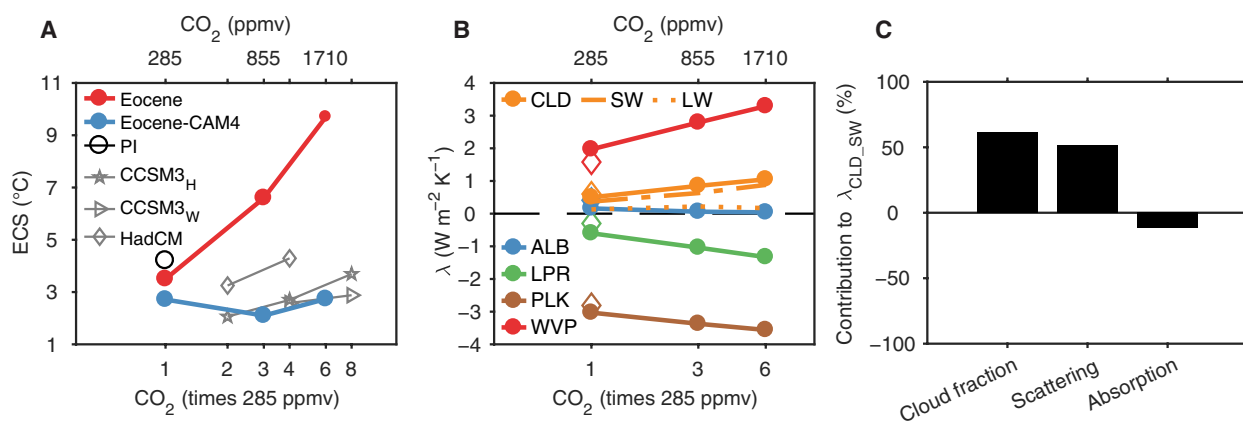 A
CO2 (ppmv)
285 855 1710
11
9
7
5
3
1
ECS (°C)
Eocene
Eocene-CAM4
PI
CCSM3H
CCSM3W
HadCM
1 2 3 4 6 8
CO2 (times 285 ppmv)
B
CO2 (ppmv)
285 855 1710
4
3
2
1
0
−1
−2
−3
−4
λ (W m−2 K−1)
CLD SW LW
ALB
LPR
PLK
WVP
1 3 6
CO2 (times 285 ppmv)
C
100
50
0
−50
−100
Contribution to λCLD_SW (%)
Cloud fraction
Scattering
Absorption